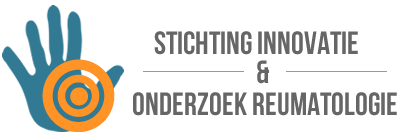 STICHTING INNOVATIE
&
ONDERZOEK REUMATOLOGIE